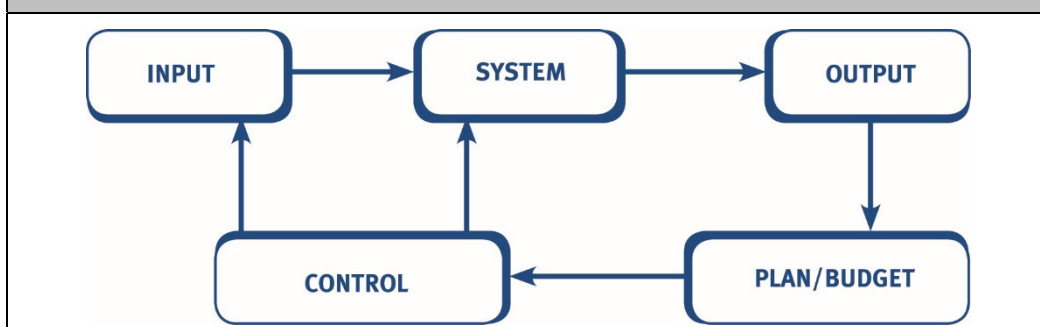 INPUT
SYSTEM
OUTPUT
CONTROL
PLAN/BUDGET